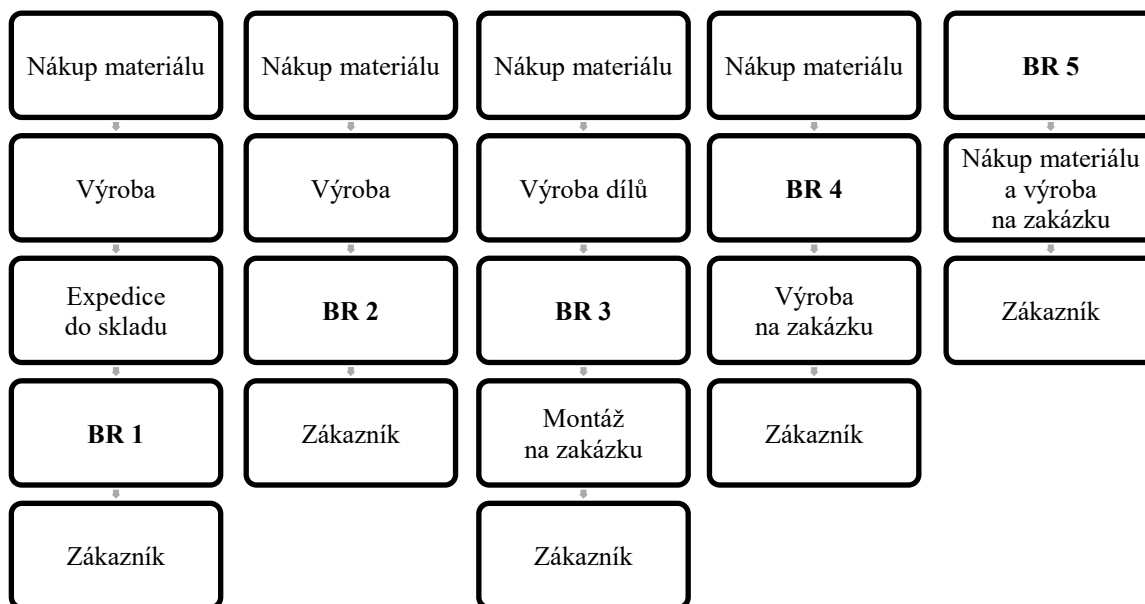 Nákup materiálu
Výroba
Expedice
do skladu
BR 1
Zákazník
Nákup materiálu
Výroba
BR 2
Zákazník
Nákup materiálu
Výroba dílů
BR 3
Montáž
na zakázku
Zákazník
Nákup materiálu
BR 4
Výroba
na zakázku
Zákazník
BR 5
Nákup materiálu
a výroba
na zakázku
Zákazník